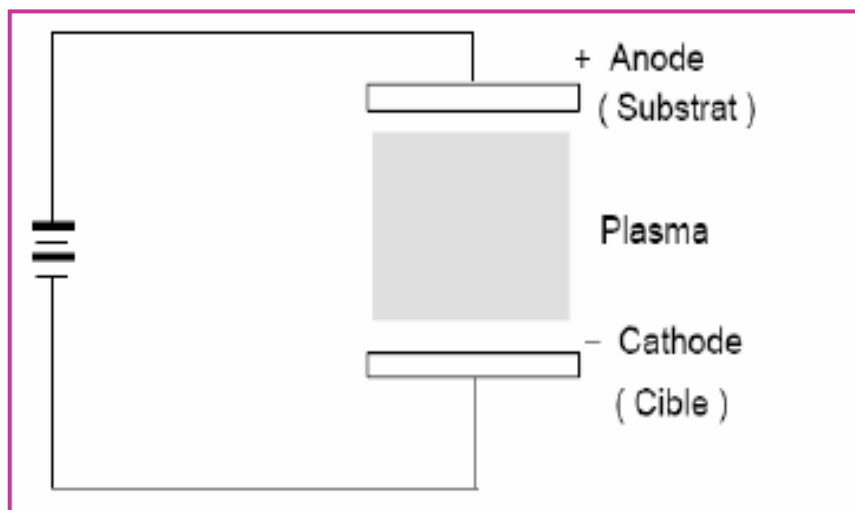 + Anode
( Substrat )
Plasma
– Cathode
( Cible )